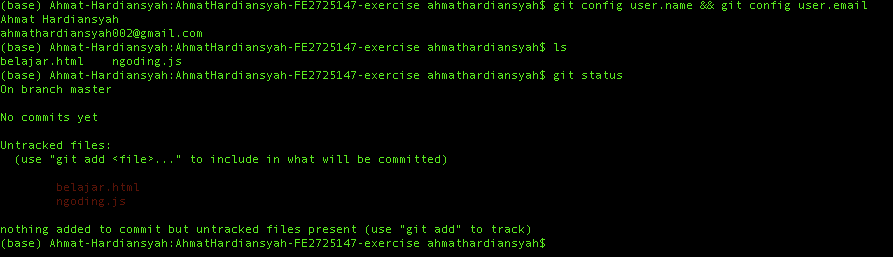 (base) Ahmat-Hardiansyah:AhmatHardiansyah-FE2725147-exercise ahmathardiansyah$ git config user.name && git config user.email
Ahmat Hardiansyah
ahmathardiansyah002@gmail.com
(base) Ahmat-Hardiansyah:AhmatHardiansyah-FE2725147-exercise ahmathardiansyah$ ls
belajar.html    ngoding.js
(base) Ahmat-Hardiansyah:AhmatHardiansyah-FE2725147-exercise ahmathardiansyah$ git status
On branch master
No commits yet
Untracked files:
  (use "git add <file>..." to include in what will be committed)
        belajar.html
        ngoding.js
nothing added to commit but untracked files present (use "git add" to track)
(base) Ahmat-Hardiansyah:AhmatHardiansyah-FE2725147-exercise ahmathardiansyah$